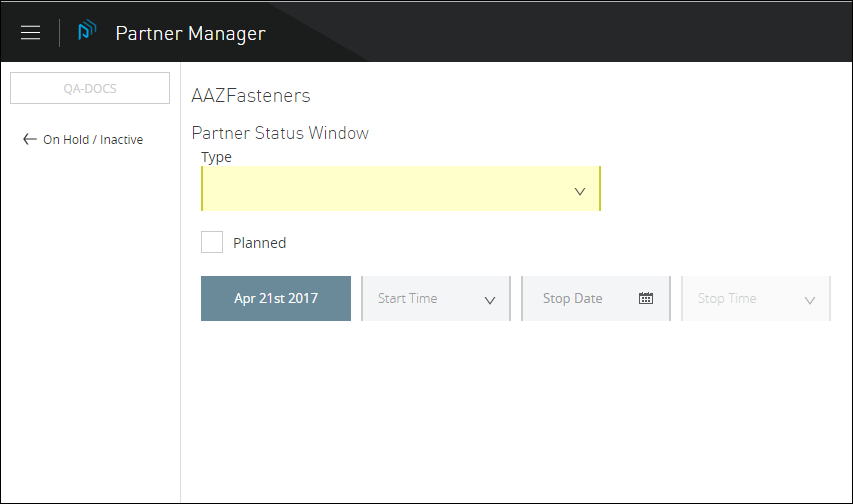 Partner Manager
QA-DOCS
On Hold / Inactive
AAZFasteners
Partner Status Window
Type
Planned
Apr 21st 2017
Start Time
Stop Date
Stop Time